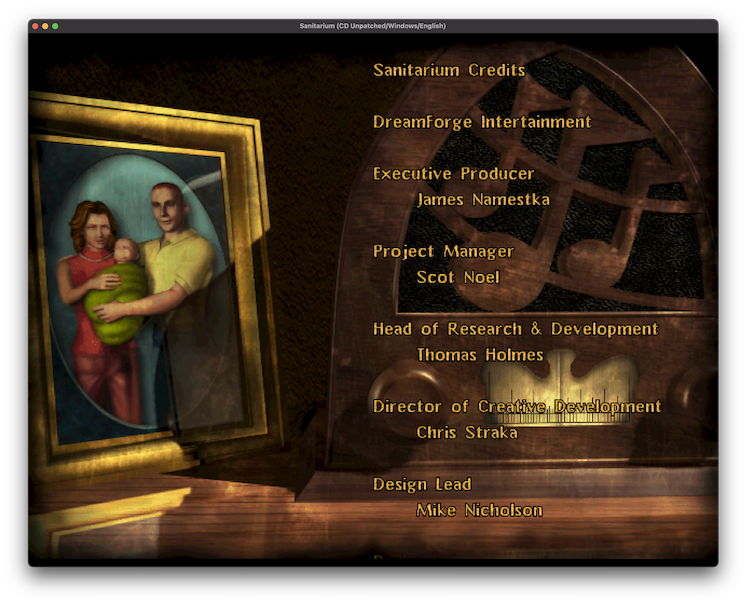 Sanitarium (CD Unpatched/Windows/English)
Sanitarium Credits
DreamForge Intertainment
Executive Producer
James Namestka
Project Manager
Scot Noel
Head of Research & Development
Thomas Holmes
Director of Creative Development
Chris Straka
Design Lead
Mike Nicholson